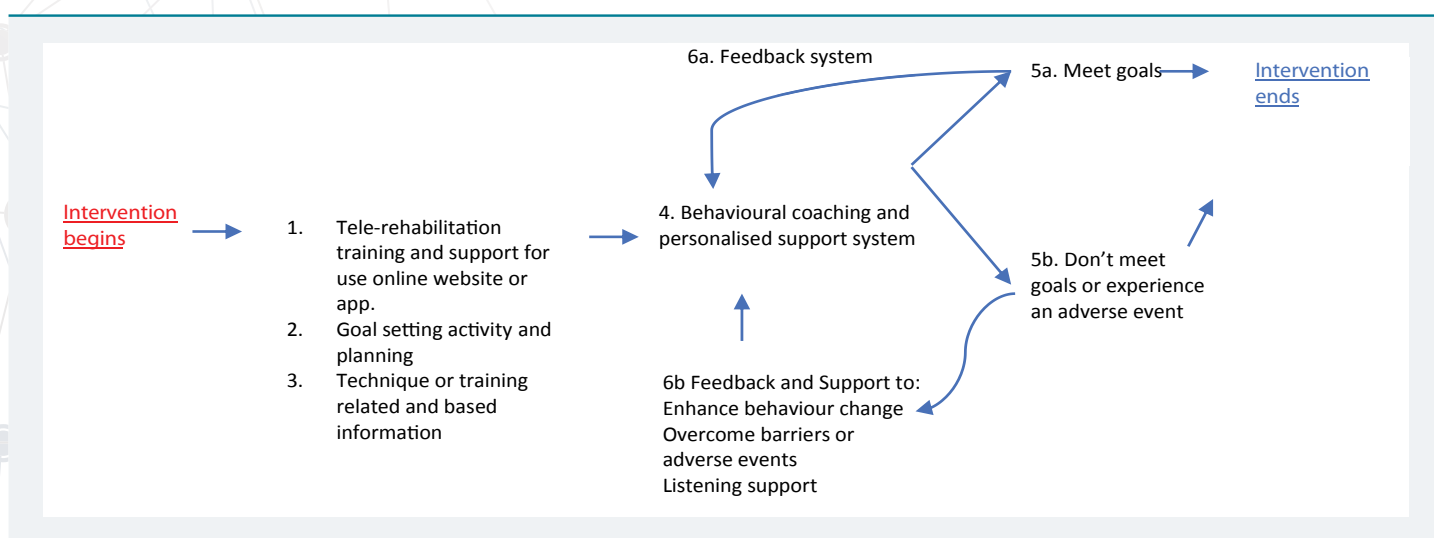 6a. Feedback system
5a. Meet goals
Intervention
ends
Intervention
begins
1. Tele-rehabilitation
training and support for
use online website or
app.
2. Goal setting activity and
planning
3. Technique or training
related and based
information
4. Behavioural coaching and
personalised support system
5b. Don’t meet
goals or experience
an adverse event
6b Feedback and Support to:
Enhance behaviour change
Overcome barriers or
adverse events
Listening support